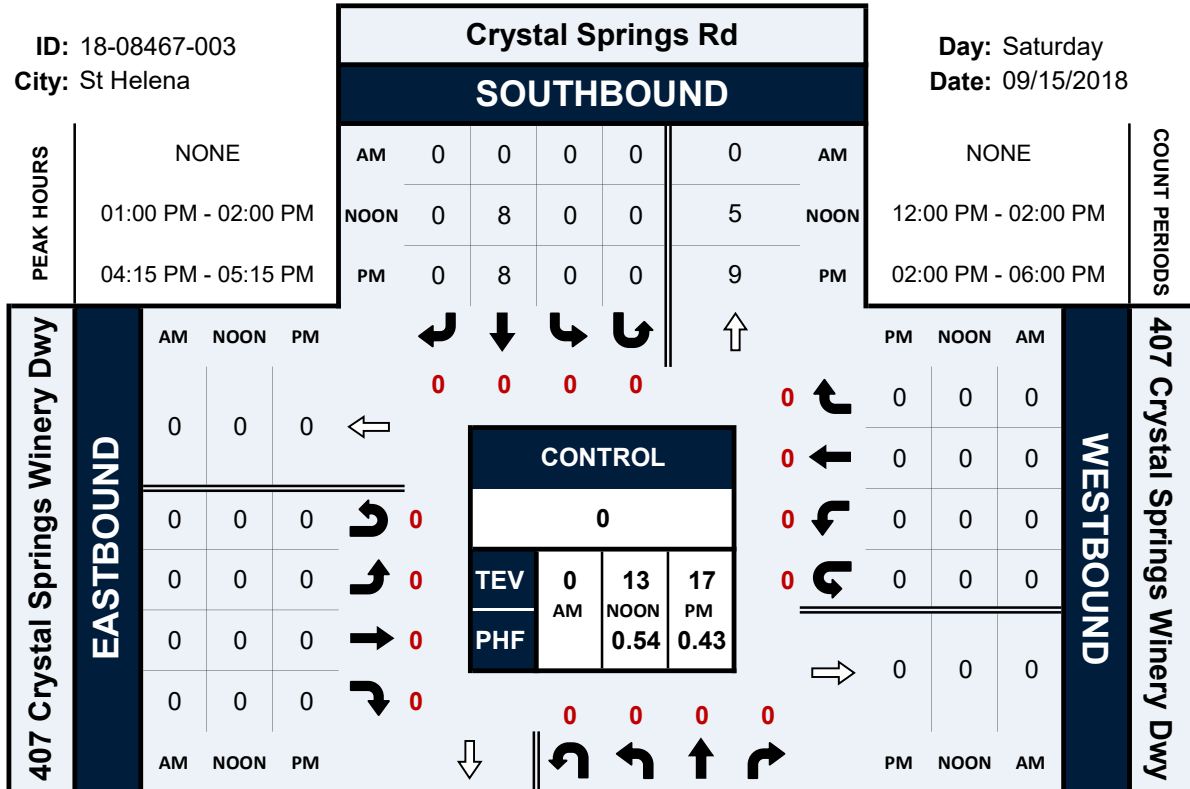 ID: 18-08467-003
City: St Helena
Crystal Springs Rd
SOUTHBOUND
Day: Saturday
Date: 09/15/2018
PEAK HOURS
NONE
01:00 PM - 02:00 PM
04:15 PM - 05:15 PM
AM 0 0 0 0 0 AM
NOON 0 8 0 0 5 NOON
PM 0 8 0 0 9 PM
NONE
12:00 PM - 02:00 PM
02:00 PM - 06:00 PM
COUNT PERIODS
407 Crystal Springs Winery Dwy
EASTBOUND
AM NOON PM
0 0 0
0 0 0 0
0 0 0 0
0 0 0 0
0 0 0 0
AM NOON PM
0 0 0 0
CONTROL
0
TEV 0 13 17
AM NOON PM
PHF 0.54 0.43
0 0 0 0
PM NOON AM
0 0 0 0
0 0 0 0
0 0 0 0
0 0 0 0
0 0 0
PM NOON AM
WESTBOUND
407 Crystal Springs Winery Dwy